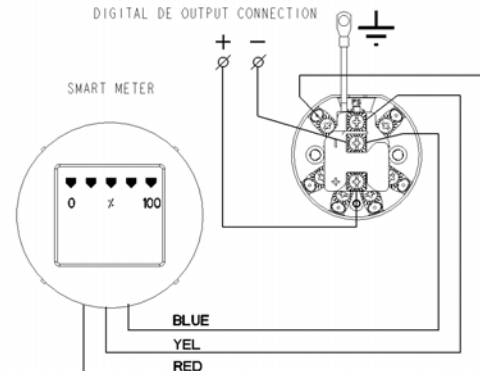 DIGITAL DE OUTPUT CONNECTION
+ −
SMART METER
0 % 100
BLUE
YEL
RED